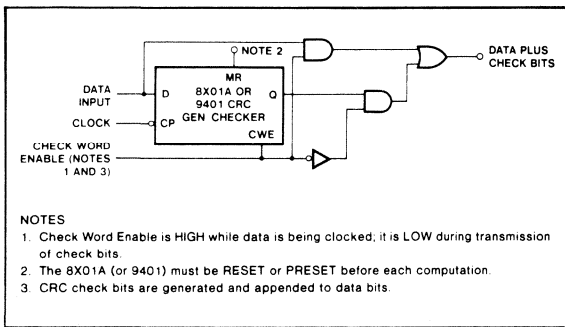 NOTE 2
DATA PLUS
CHECK BITS
MR
DATA
INPUT
D
8X01A OR
9401 CRC
GEN CHECKER
Q
CLOCK
CP
CWE
CHECK WORD
ENABLE (NOTES
1 AND 3)
NOTES
1. Check Word Enable is HIGH while data is being clocked; it is LOW during transmission
of check bits.
2. The 8X01A (or 9401) must be RESET or PRESET before each computation.
3. CRC check bits are generated and appended to data bits.